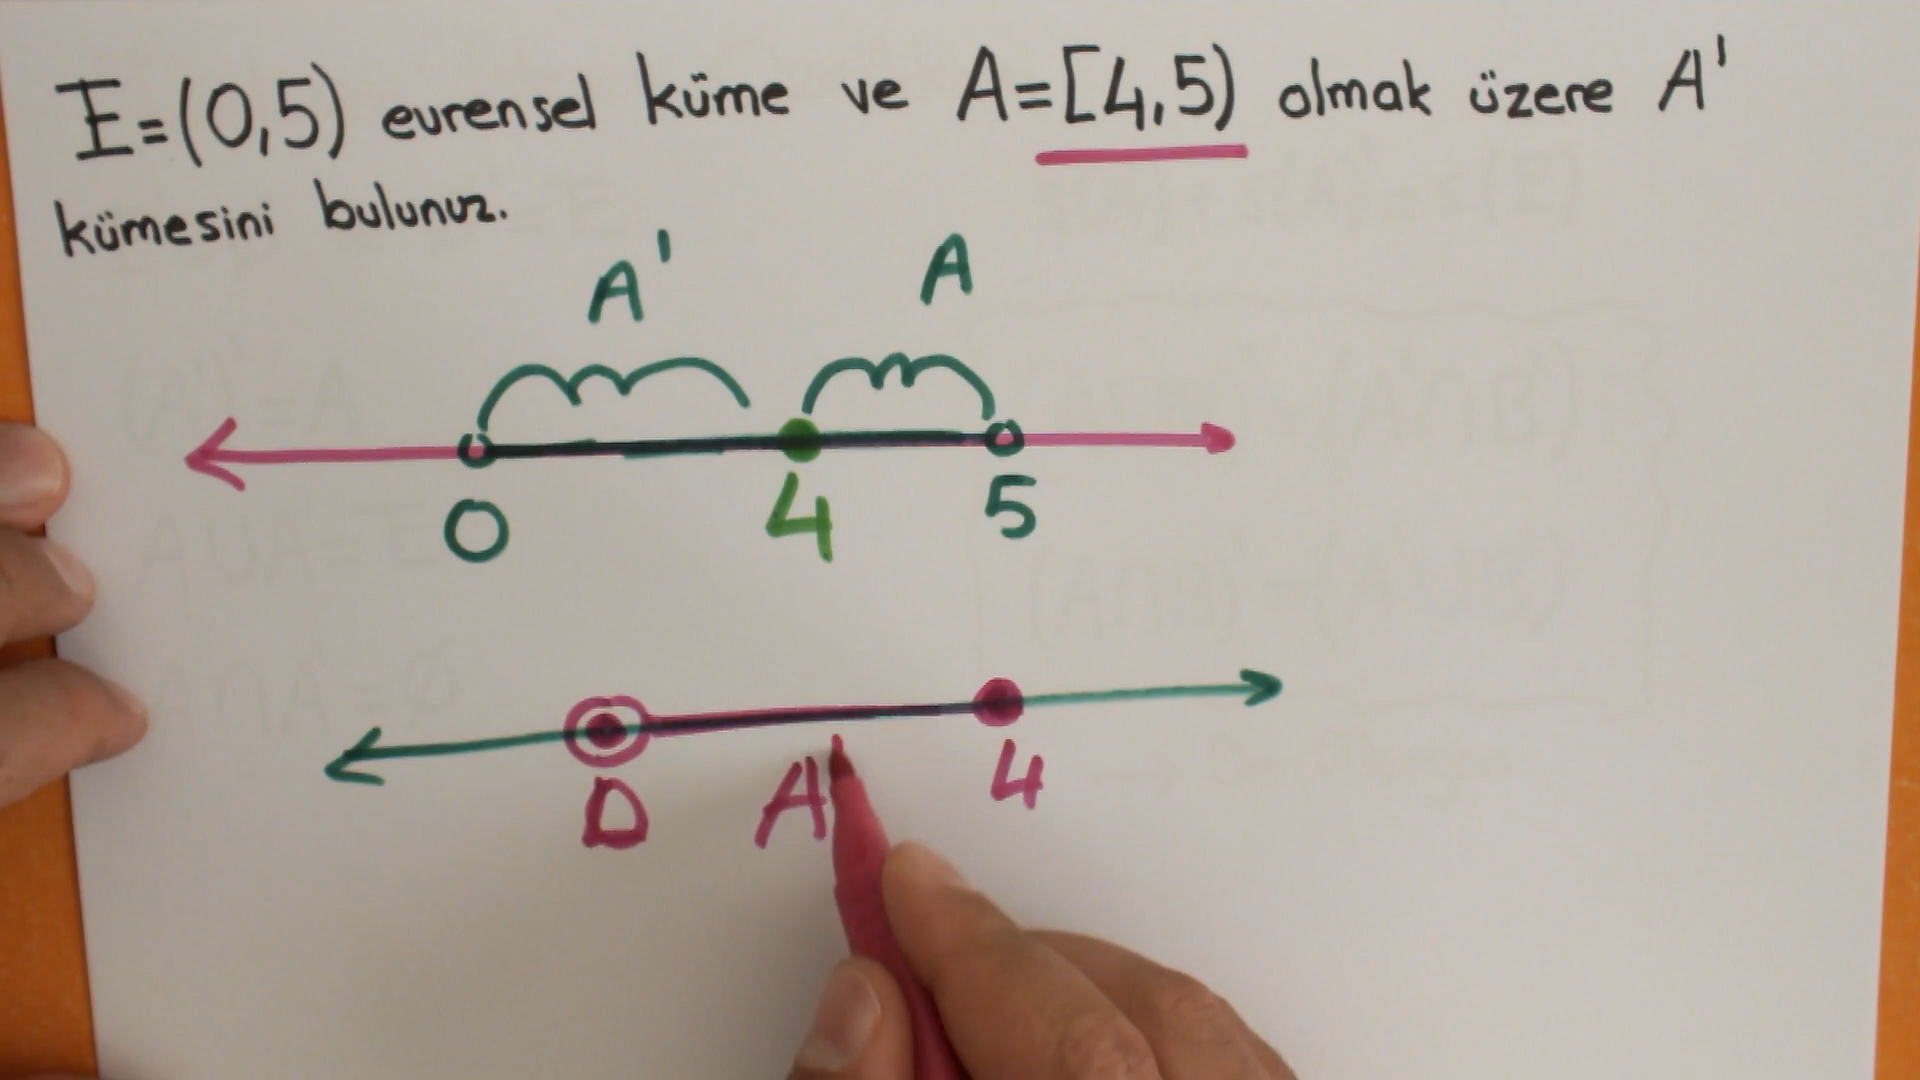 E=(0,5) evrensel küme ve A=[4,5) olmak üzere A'
kümesini bulunuz.
A' A
0 4 5
0 A' 4